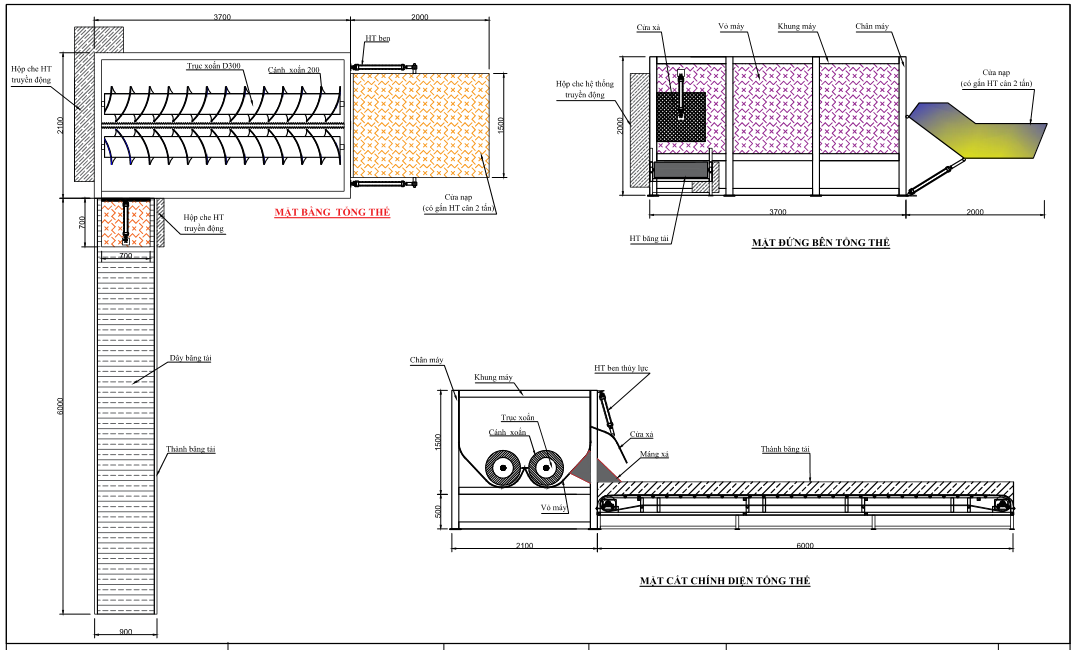 3700
2000
HT ben
Hộp che HT
truyền động
Trục xoắn D300
Cánh xoắn 200
2100
1500
Cửa nạp
(có gắn HT cân 2 tấn)
MẶT BẰNG TỔNG THỂ
700
Hộp che HT
truyền động
700
Dây băng tải
6000
Thành băng tải
900
Cửa xả
Vỏ máy
Khung máy
Chân máy
Hộp che hệ thống
truyền động
Cửa nạp
(có gắn HT cân 2 tấn)
2000
3700
2000
HT băng tải
MẶT ĐỨNG BÊN TỔNG THỂ
Chân máy
Khung máy
HT ben thủy lực
Trục xoắn
Cánh xoắn
Cửa xả
Máng xả
Thành băng tải
1500
Vỏ máy
500
2100
6000
MẶT CẮT CHÍNH DIỆN TỔNG THỂ